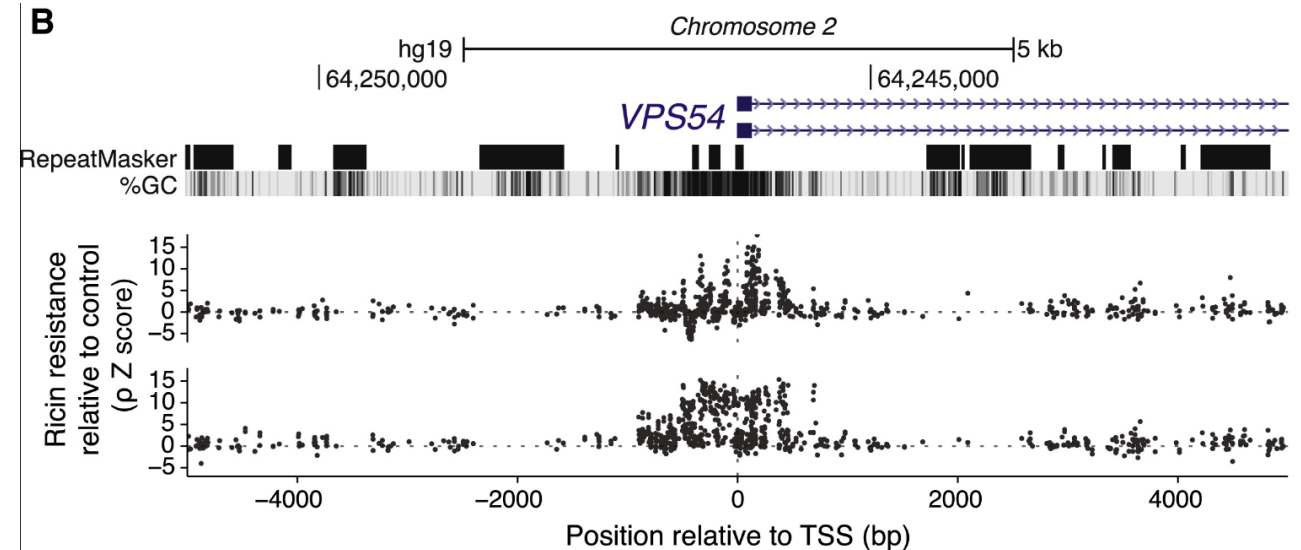 B
Chromosome 2
hg19 5 kb
64,250,000 64,245,000
VPS54
RepeatMasker
%GC
Ricin resistance
relative to control
(ρ Z score)
15
10
5
0
−5
15
10
5
0
−5
−4000 −2000 0 2000 4000
Position relative to TSS (bp)